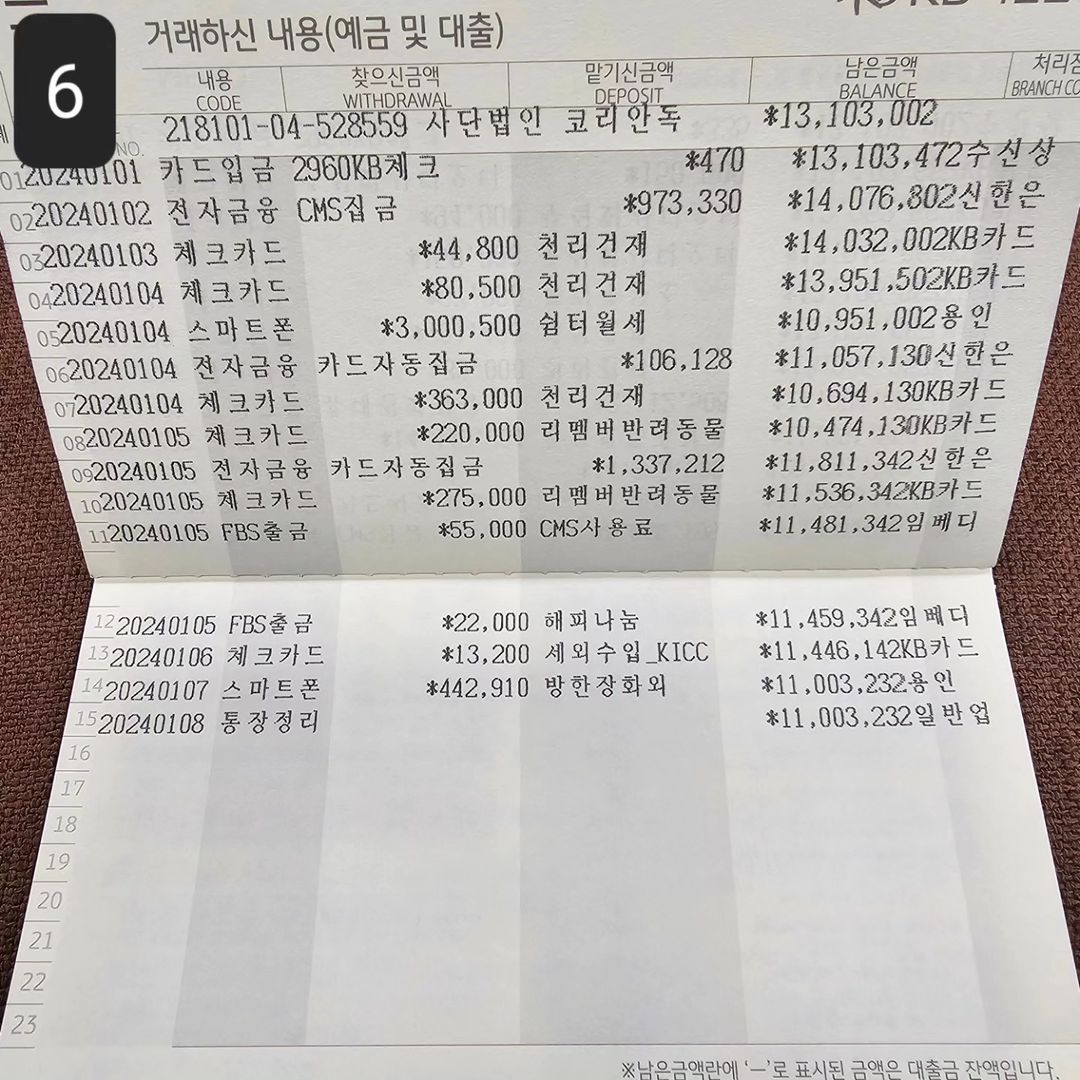 6
거래하신 내용(예금 및 대출)
내용 찾으신금액 맡기신금액 남은금액 처리점
CODE WITHDRAWAL DEPOSIT BALANCE BRANCH CO
NO. 218101-04-528559 사단법인 코리안독 *13,103,002
01 20240101 카드입금 2960KB체크 *470 *13,103,472수신상
02 20240102 전자금융 CMS집금 *973,330 *14,076,802신한은
03 20240103 체크카드 *44,800 천리건재 *14,032,002KB카드
04 20240104 체크카드 *80,500 천리건재 *13,951,502KB카드
05 20240104 스마트폰 *3,000,500 쉼터월세 *10,951,002용인
06 20240104 전자금융 카드자동집금 *106,128 *11,057,130신한은
07 20240104 체크카드 *363,000 천리건재 *10,694,130KB카드
08 20240105 체크카드 *220,000 리멤버반려동물 *10,474,130KB카드
09 20240105 전자금융 카드자동집금 *1,337,212 *11,811,342신한은
10 20240105 체크카드 *275,000 리멤버반려동물 *11,536,342KB카드
11 20240105 FBS출금 *55,000 CMS사용료 *11,481,342임베디
12 20240105 FBS출금 *22,000 해피나눔 *11,459,342임베디
13 20240106 체크카드 *13,200 세외수입_KICC *11,446,142KB카드
14 20240107 스마트폰 *442,910 방한장화외 *11,003,232용인
15 20240108 통장정리 *11,003,232일반업
16
17
18
19
20
21
22
23
※남은금액란에 '—'로 표시된 금액은 대출금 잔액입니다.